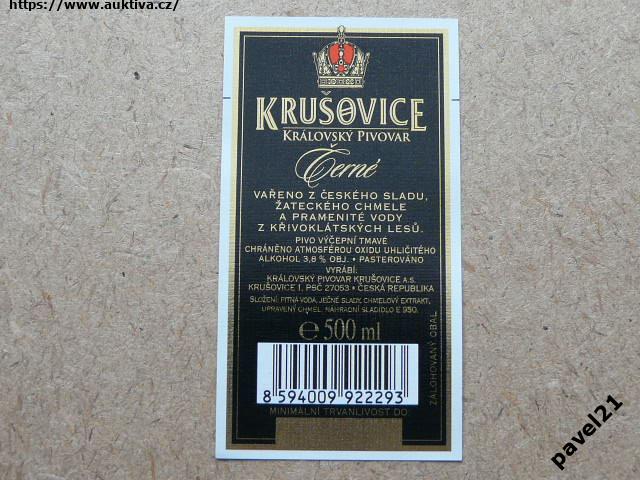 https://www.auktiva.cz/
KRUŠOVICE
KRÁLOVSKÝ PIVOVAR
Černé
VAŘENO Z ČESKÉHO SLADU,
ŽATECKÉHO CHMELE
A PRAMENITÉ VODY
Z KŘIVOKLÁTSKÝCH LESŮ.
PIVO VÝČEPNÍ TMAVÉ
CHRÁNĚNO ATMOSFÉROU OXIDU UHLIČITÉHO
ALKOHOL 3,8 % OBJ. • PASTEROVÁNO
VYRÁBÍ:
KRÁLOVSKÝ PIVOVAR KRUŠOVICE A.S.
KRUŠOVICE 1, PSČ 27053 • ČESKÁ REPUBLIKA
SLOŽENÍ: PITNÁ VODA, JEČNÉ SLADY, CHMELOVÝ EXTRAKT,
UPRAVENÝ CHMEL, NÁHRADNÍ SLADIDLO E 950.
℮ 500 ml
8 594009 922293
MINIMÁLNÍ TRVANLIVOST DO:
ZÁLOHOVANÝ OBAL
pavel21